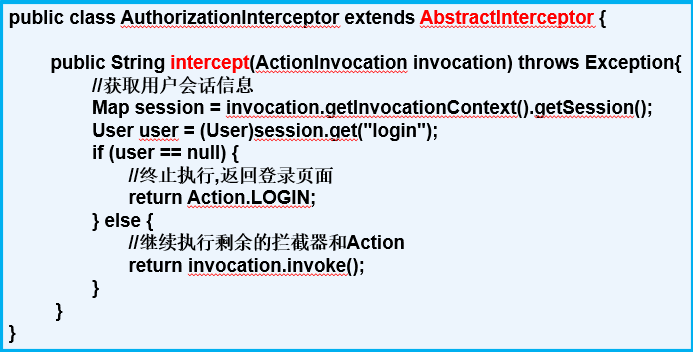 public class AuthorizationInterceptor extends AbstractInterceptor {
public String intercept(ActionInvocation invocation) throws Exception{
//获取用户会话信息
Map session = invocation.getInvocationContext().getSession();
User user = (User)session.get("login");
if (user == null) {
//终止执行,返回登录页面
return Action.LOGIN;
} else {
//继续执行剩余的拦截器和Action
return invocation.invoke();
}
}
}